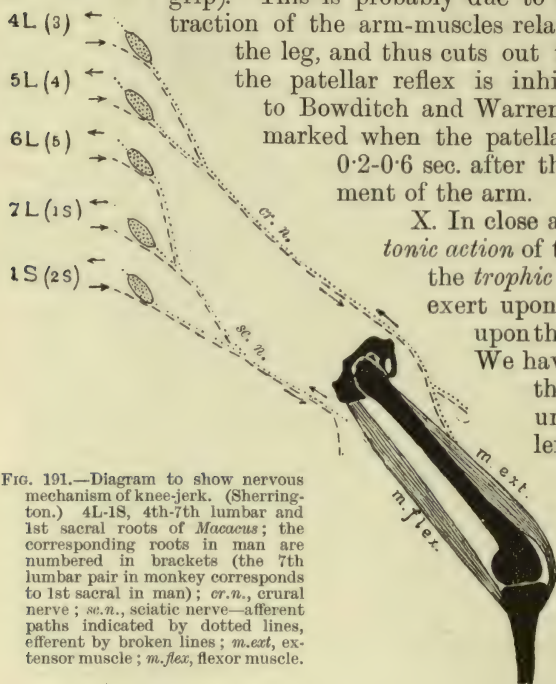 grip). This is probably due to
traction of the arm-muscles rela
the leg, and thus cuts out
the patellar reflex is inhi
to Bowditch and Warren
marked when the patella
0·2-0·6 sec. after th
ment of the arm.
X. In close a
tonic action of t
the trophic
exert upon
upon th
We hav
th
un
le
4L (3)
5L (4)
6L (5)
7L (1S)
1S (2S)
cr. n.
sc. n.
m. ext.
m. flex.
FIG. 191.—Diagram to show nervous
mechanism of knee-jerk. (Sherring-
ton.) 4L-1S, 4th-7th lumbar and
1st sacral roots of Macacus; the
corresponding roots in man are
numbered in brackets (the 7th
lumbar pair in monkey corresponds
to 1st sacral in man); cr.n., crural
nerve; sc.n., sciatic nerve—afferent
paths indicated by dotted lines,
efferent by broken lines; m.ext, ex-
tensor muscle; m.flex, flexor muscle.